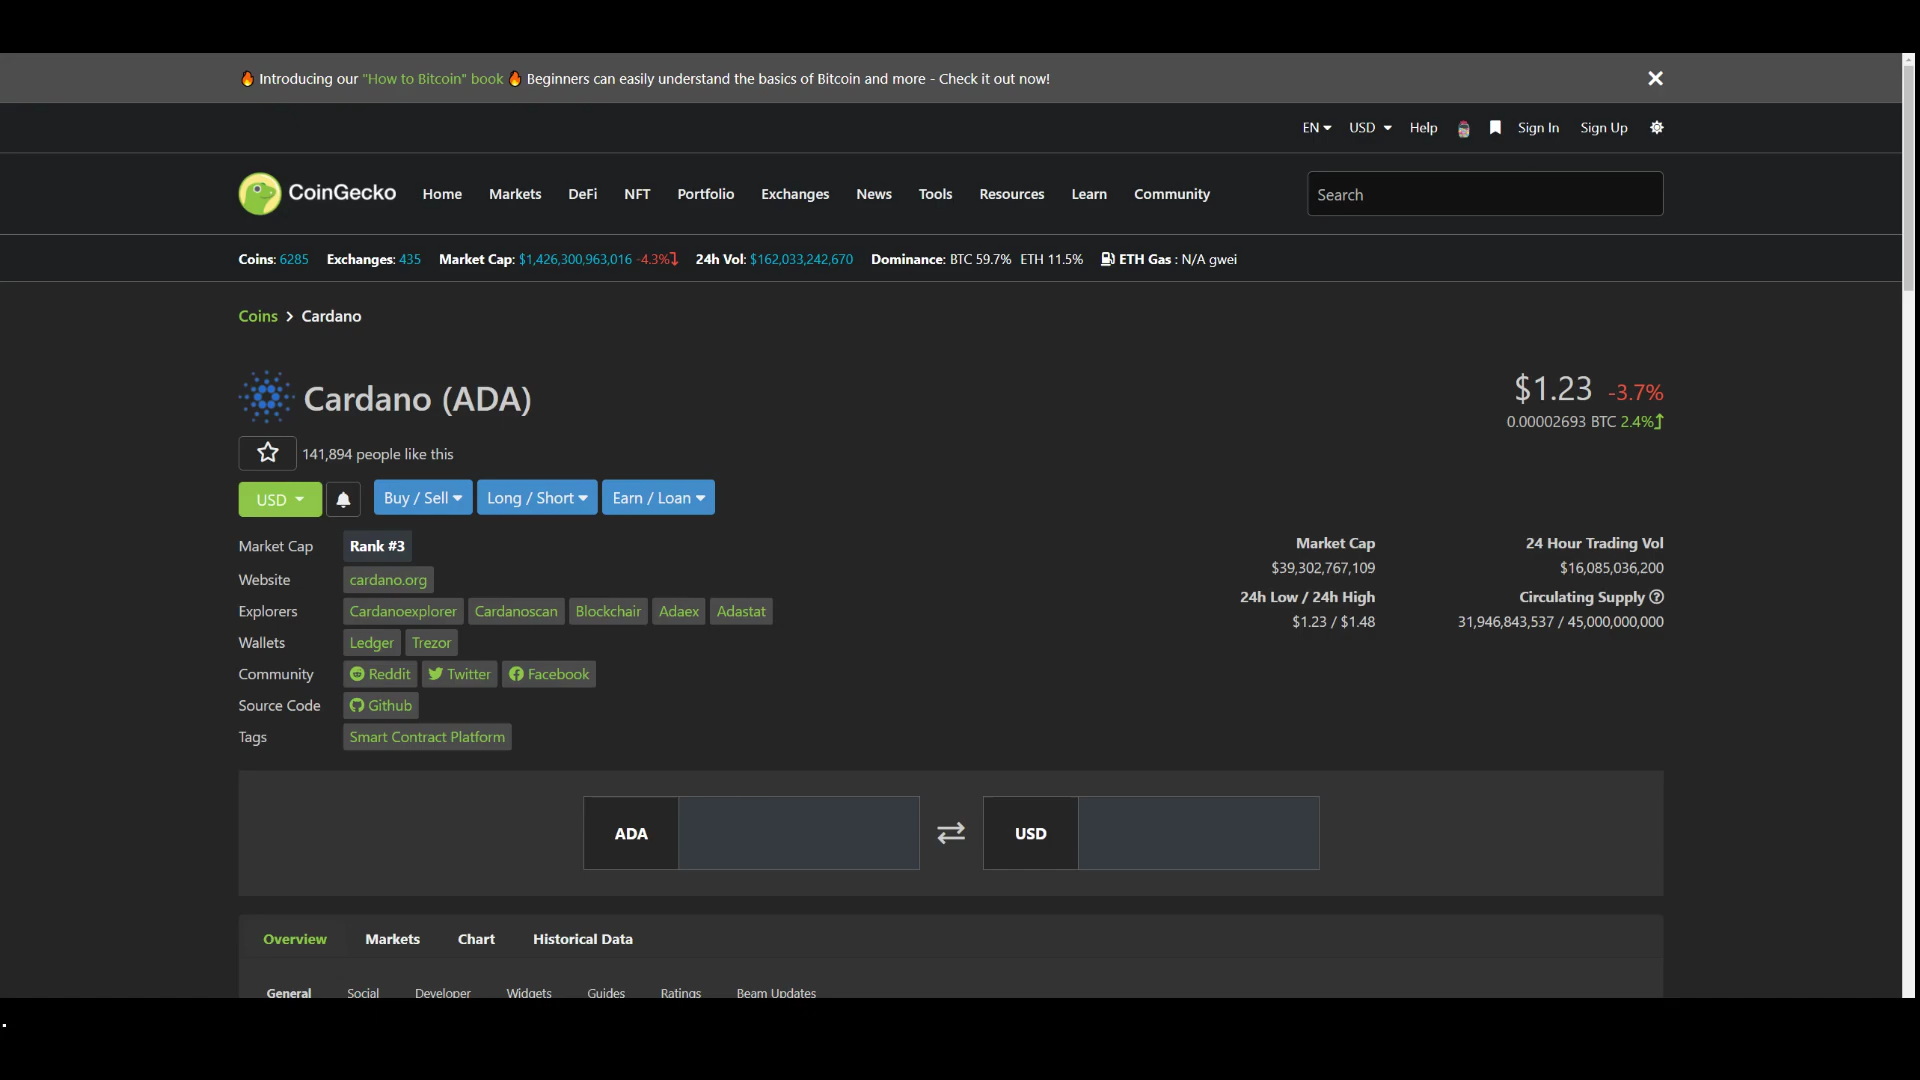 Introducing our "How to Bitcoin" book Beginners can easily understand the basics of Bitcoin and more - Check it out now!
EN USD Help Sign In Sign Up
CoinGecko Home Markets DeFi NFT Portfolio Exchanges News Tools Resources Learn Community Search
Coins: 6285 Exchanges: 435 Market Cap: $1,426,300,963,016 -4.3% 24h Vol: $162,033,242,670 Dominance: BTC 59.7% ETH 11.5% ETH Gas : N/A gwei
Coins > Cardano
Cardano (ADA) $1.23 -3.7%
0.00002693 BTC 2.4%
141,894 people like this
USD Buy / Sell Long / Short Earn / Loan
Market Cap Rank #3 Market Cap 24 Hour Trading Vol
$39,302,767,109 $16,085,036,200
Website cardano.org
24h Low / 24h High Circulating Supply
Explorers Cardanoexplorer Cardanoscan Blockchair Adaex Adastat
$1.23 / $1.48 31,946,843,537 / 45,000,000,000
Wallets Ledger Trezor
Community Reddit Twitter Facebook
Source Code Github
Tags Smart Contract Platform
ADA USD
Overview Markets Chart Historical Data
General Social Developer Widgets Guides Ratings Beam Updates